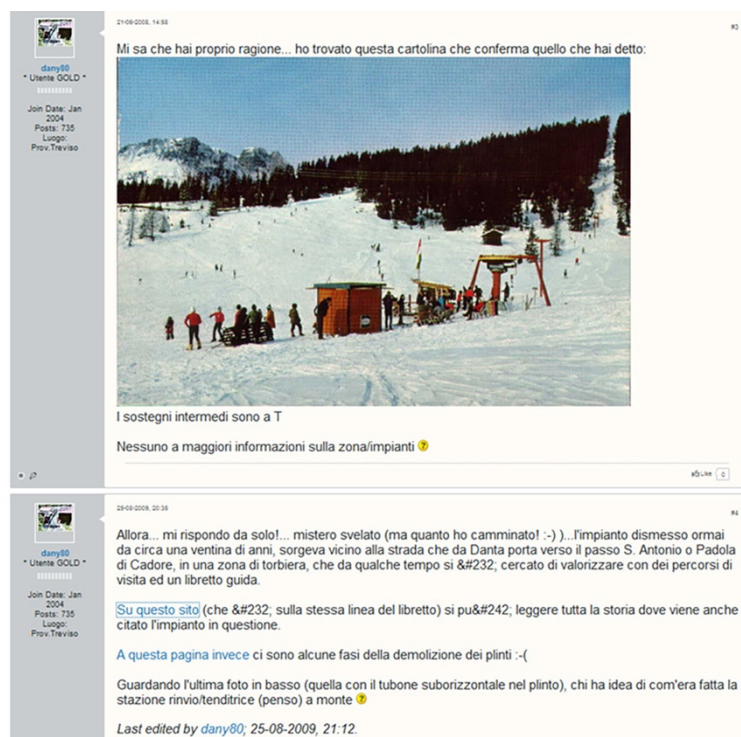 21-08-2008, 14:58
#3
dany80
* Utente GOLD *
Join Date: Jan
2004
Posts: 735
Luogo:
Prov.Treviso
Mi sa che hai proprio ragione... ho trovato questa cartolina che conferma quello che hai detto:
I sostegni intermedi sono a T
Nessuno a maggiori informazioni sulla zona/impianti
Like
0
25-08-2009, 20:35
#4
dany80
* Utente GOLD *
Join Date: Jan
2004
Posts: 735
Luogo:
Prov.Treviso
Allora... mi rispondo da solo!... mistero svelato (ma quanto ho camminato! :-) )...l'impianto dismesso ormai
da circa una ventina di anni, sorgeva vicino alla strada che da Danta porta verso il passo S. Antonio o Padola
di Cadore, in una zona di torbiera, che da qualche tempo si &#232; cercato di valorizzare con dei percorsi di
visita ed un libretto guida.
Su questo sito (che &#232; sulla stessa linea del libretto) si pu&#242; leggere tutta la storia dove viene anche
citato l'impianto in questione.
A questa pagina invece ci sono alcune fasi della demolizione dei plinti :-(
Guardando l'ultima foto in basso (quella con il tubone suborizzontale nel plinto), chi ha idea di com'era fatta la
stazione rinvio/tenditrice (penso) a monte
Last edited by dany80; 25-08-2009, 21:12.